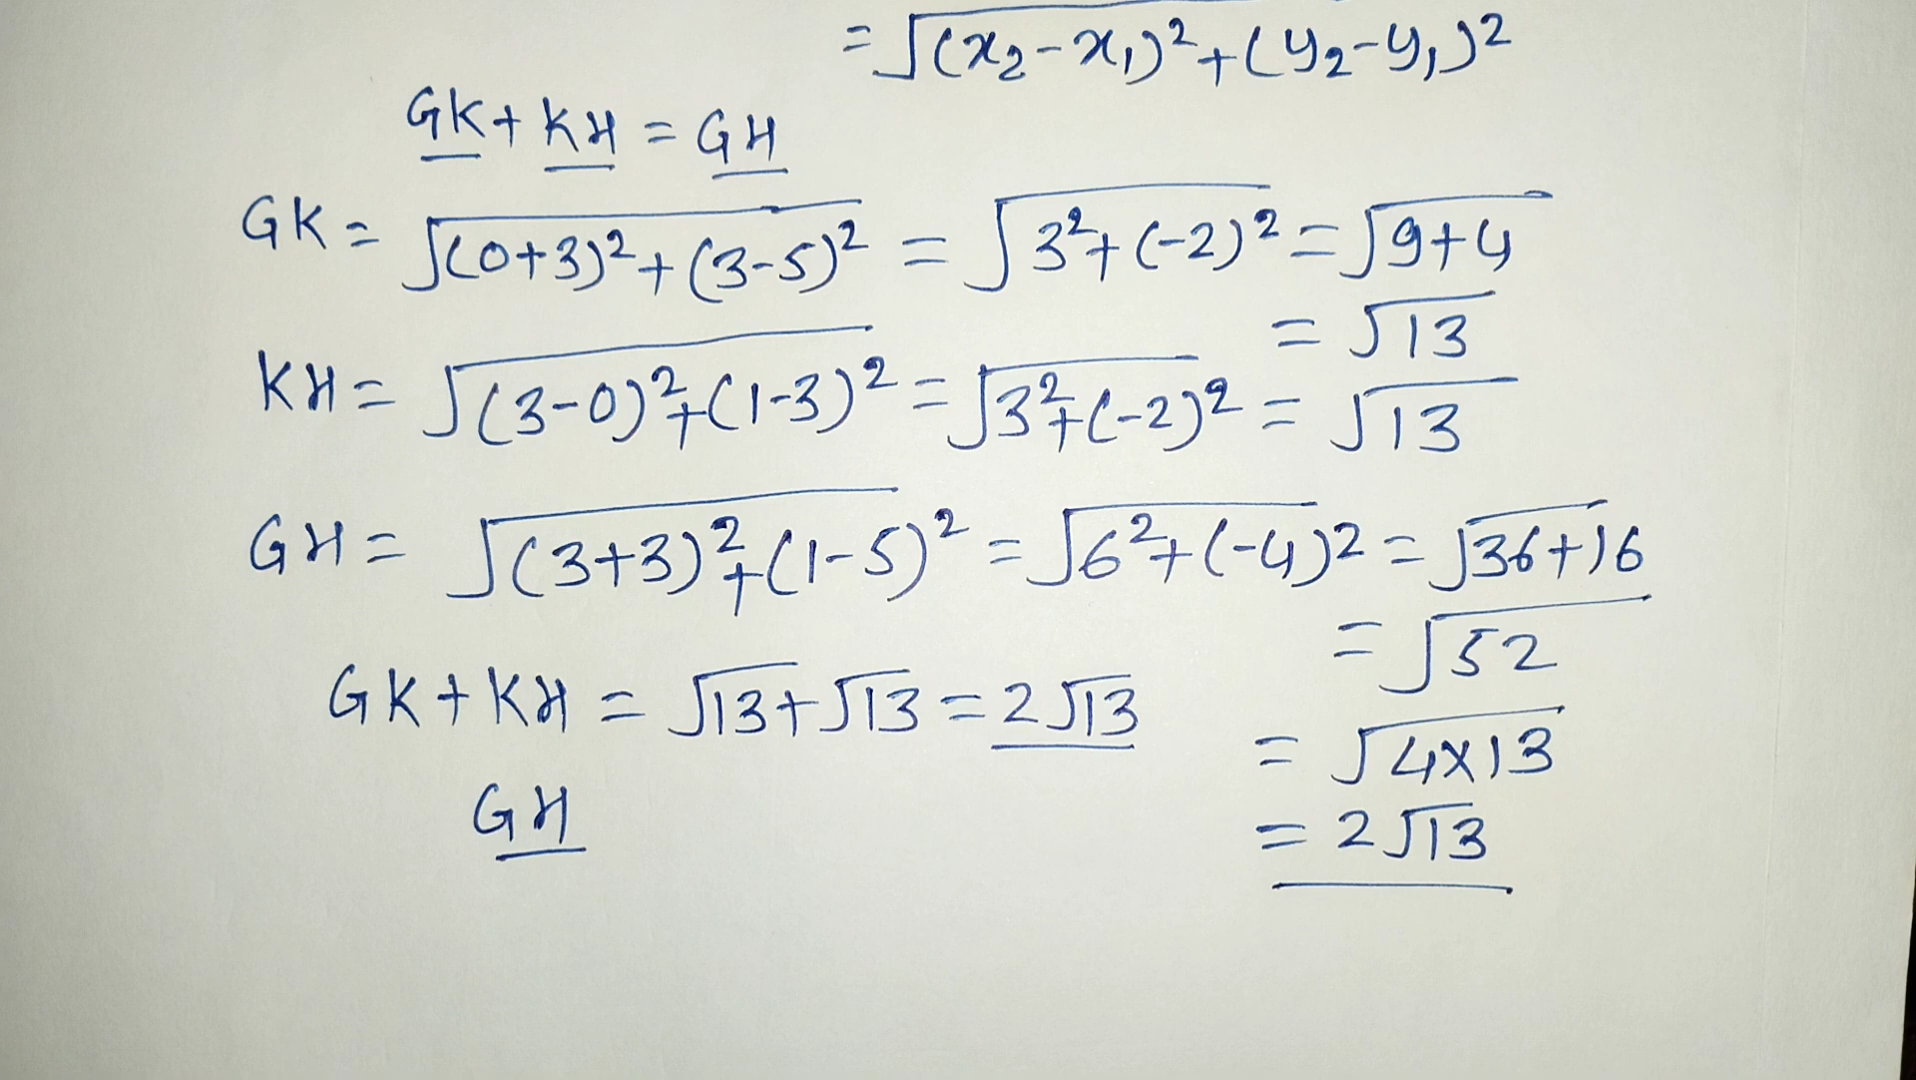 = √(x₂-x₁)²+(y₂-y₁)²
GK+KH = GH
GK = √(0+3)²+(3-5)² = √3²+(-2)² = √9+4
= √13
KH = √(3-0)²+(1-3)² = √3²+(-2)² = √13
GH = √(3+3)²+(1-5)² = √6²+(-4)² = √36+16
= √52
GK+KH = √13+√13 = 2√13
= √4×13
GH
= 2√13